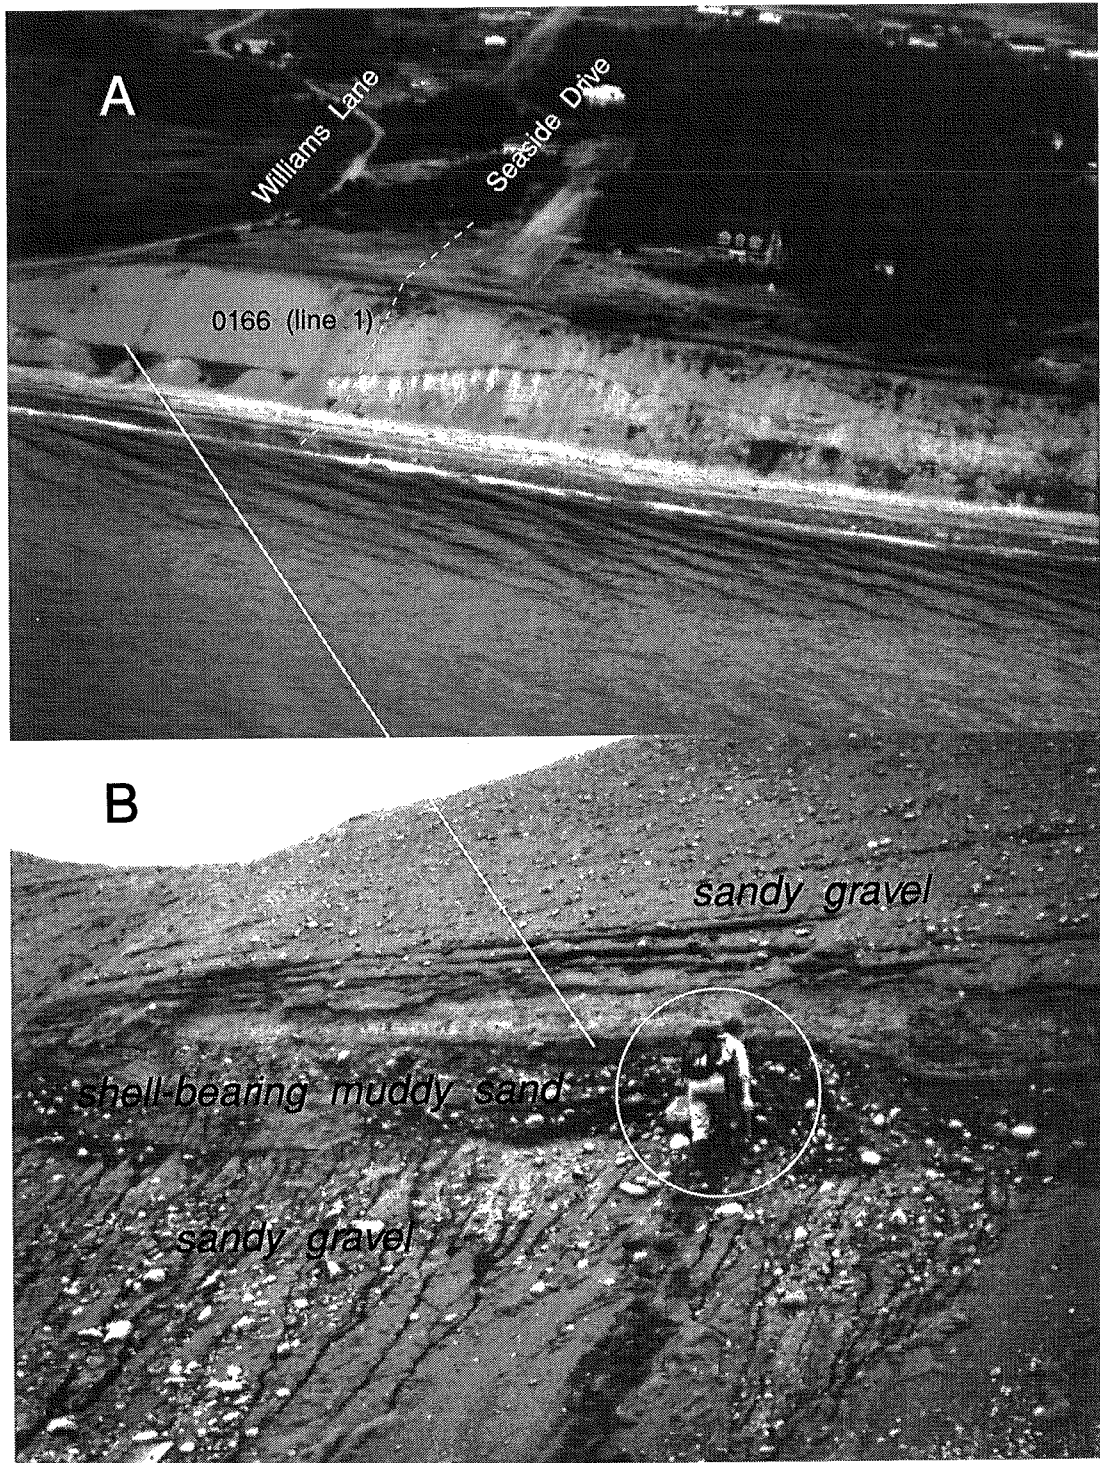 A
Williams Lane
Seaside Drive
0166 (line 1)
B
sandy gravel
shell-bearing muddy sand
sandy gravel